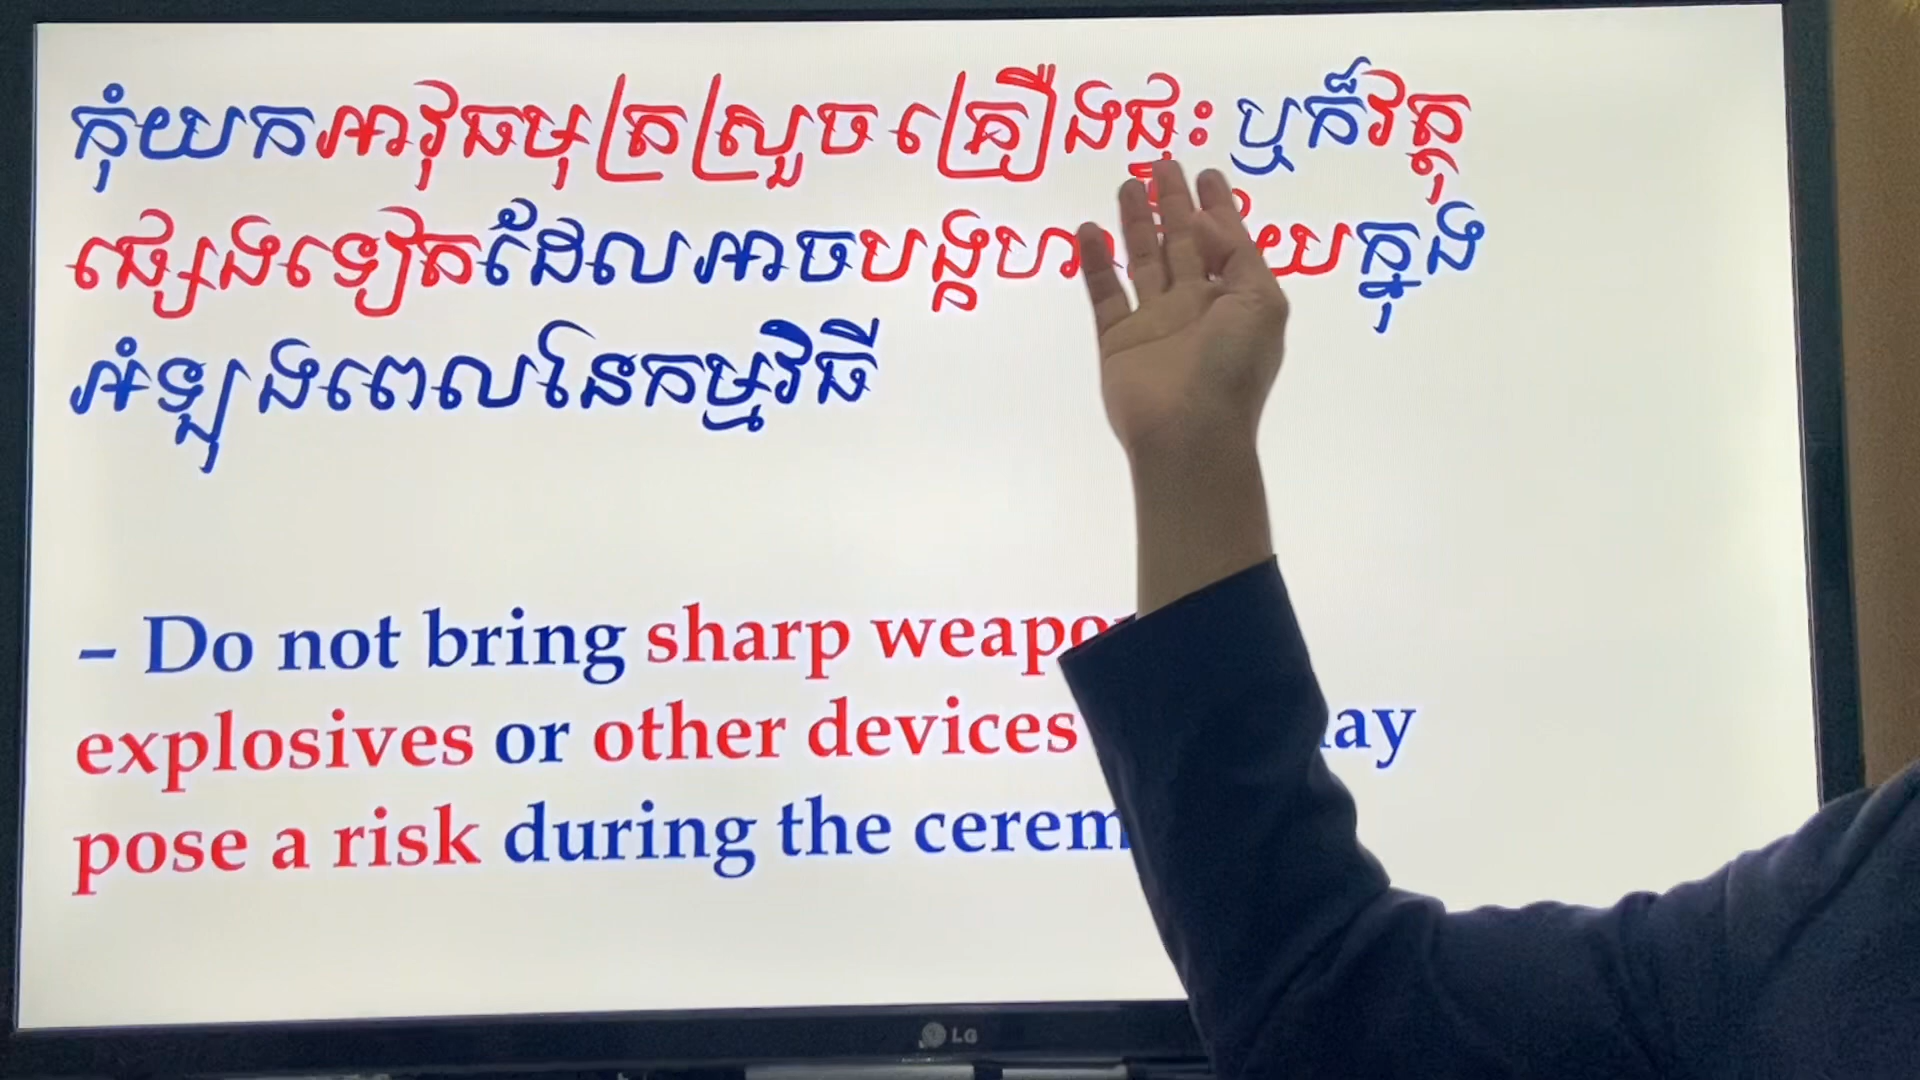 កុំយកអាវុធមុត្រស្រួច គ្រឿងផ្ទុះ ឬក៏វត្ថុ
ផ្សេងទៀតដែលអាចបង្ក ក្នុង
អំឡុងពេលនៃកម្មវិធី
– Do not bring sharp
explosives or other devices
pose a risk during the
LG